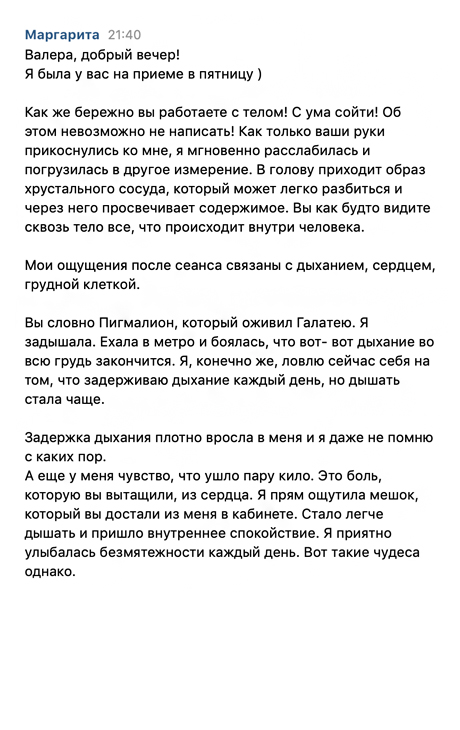 Маргарита 21:40
Валера, добрый вечер!
Я была у вас на приеме в пятницу )
Как же бережно вы работаете с телом! С ума сойти! Об
этом невозможно не написать! Как только ваши руки
прикоснулись ко мне, я мгновенно расслабилась и
погрузилась в другое измерение. В голову приходит образ
хрустального сосуда, который может легко разбиться и
через него просвечивает содержимое. Вы как будто видите
сквозь тело все, что происходит внутри человека.
Мои ощущения после сеанса связаны с дыханием, сердцем,
грудной клеткой.
Вы словно Пигмалион, который оживил Галатею. Я
задышала. Ехала в метро и боялась, что вот- вот дыхание во
всю грудь закончится. Я, конечно же, ловлю сейчас себя на
том, что задерживаю дыхание каждый день, но дышать
стала чаще.
Задержка дыхания плотно вросла в меня и я даже не помню
с каких пор.
А еще у меня чувство, что ушло пару кило. Это боль,
которую вы вытащили, из сердца. Я прям ощутила мешок,
который вы достали из меня в кабинете. Стало легче
дышать и пришло внутреннее спокойствие. Я приятно
улыбалась безмятежности каждый день. Вот такие чудеса
однако.